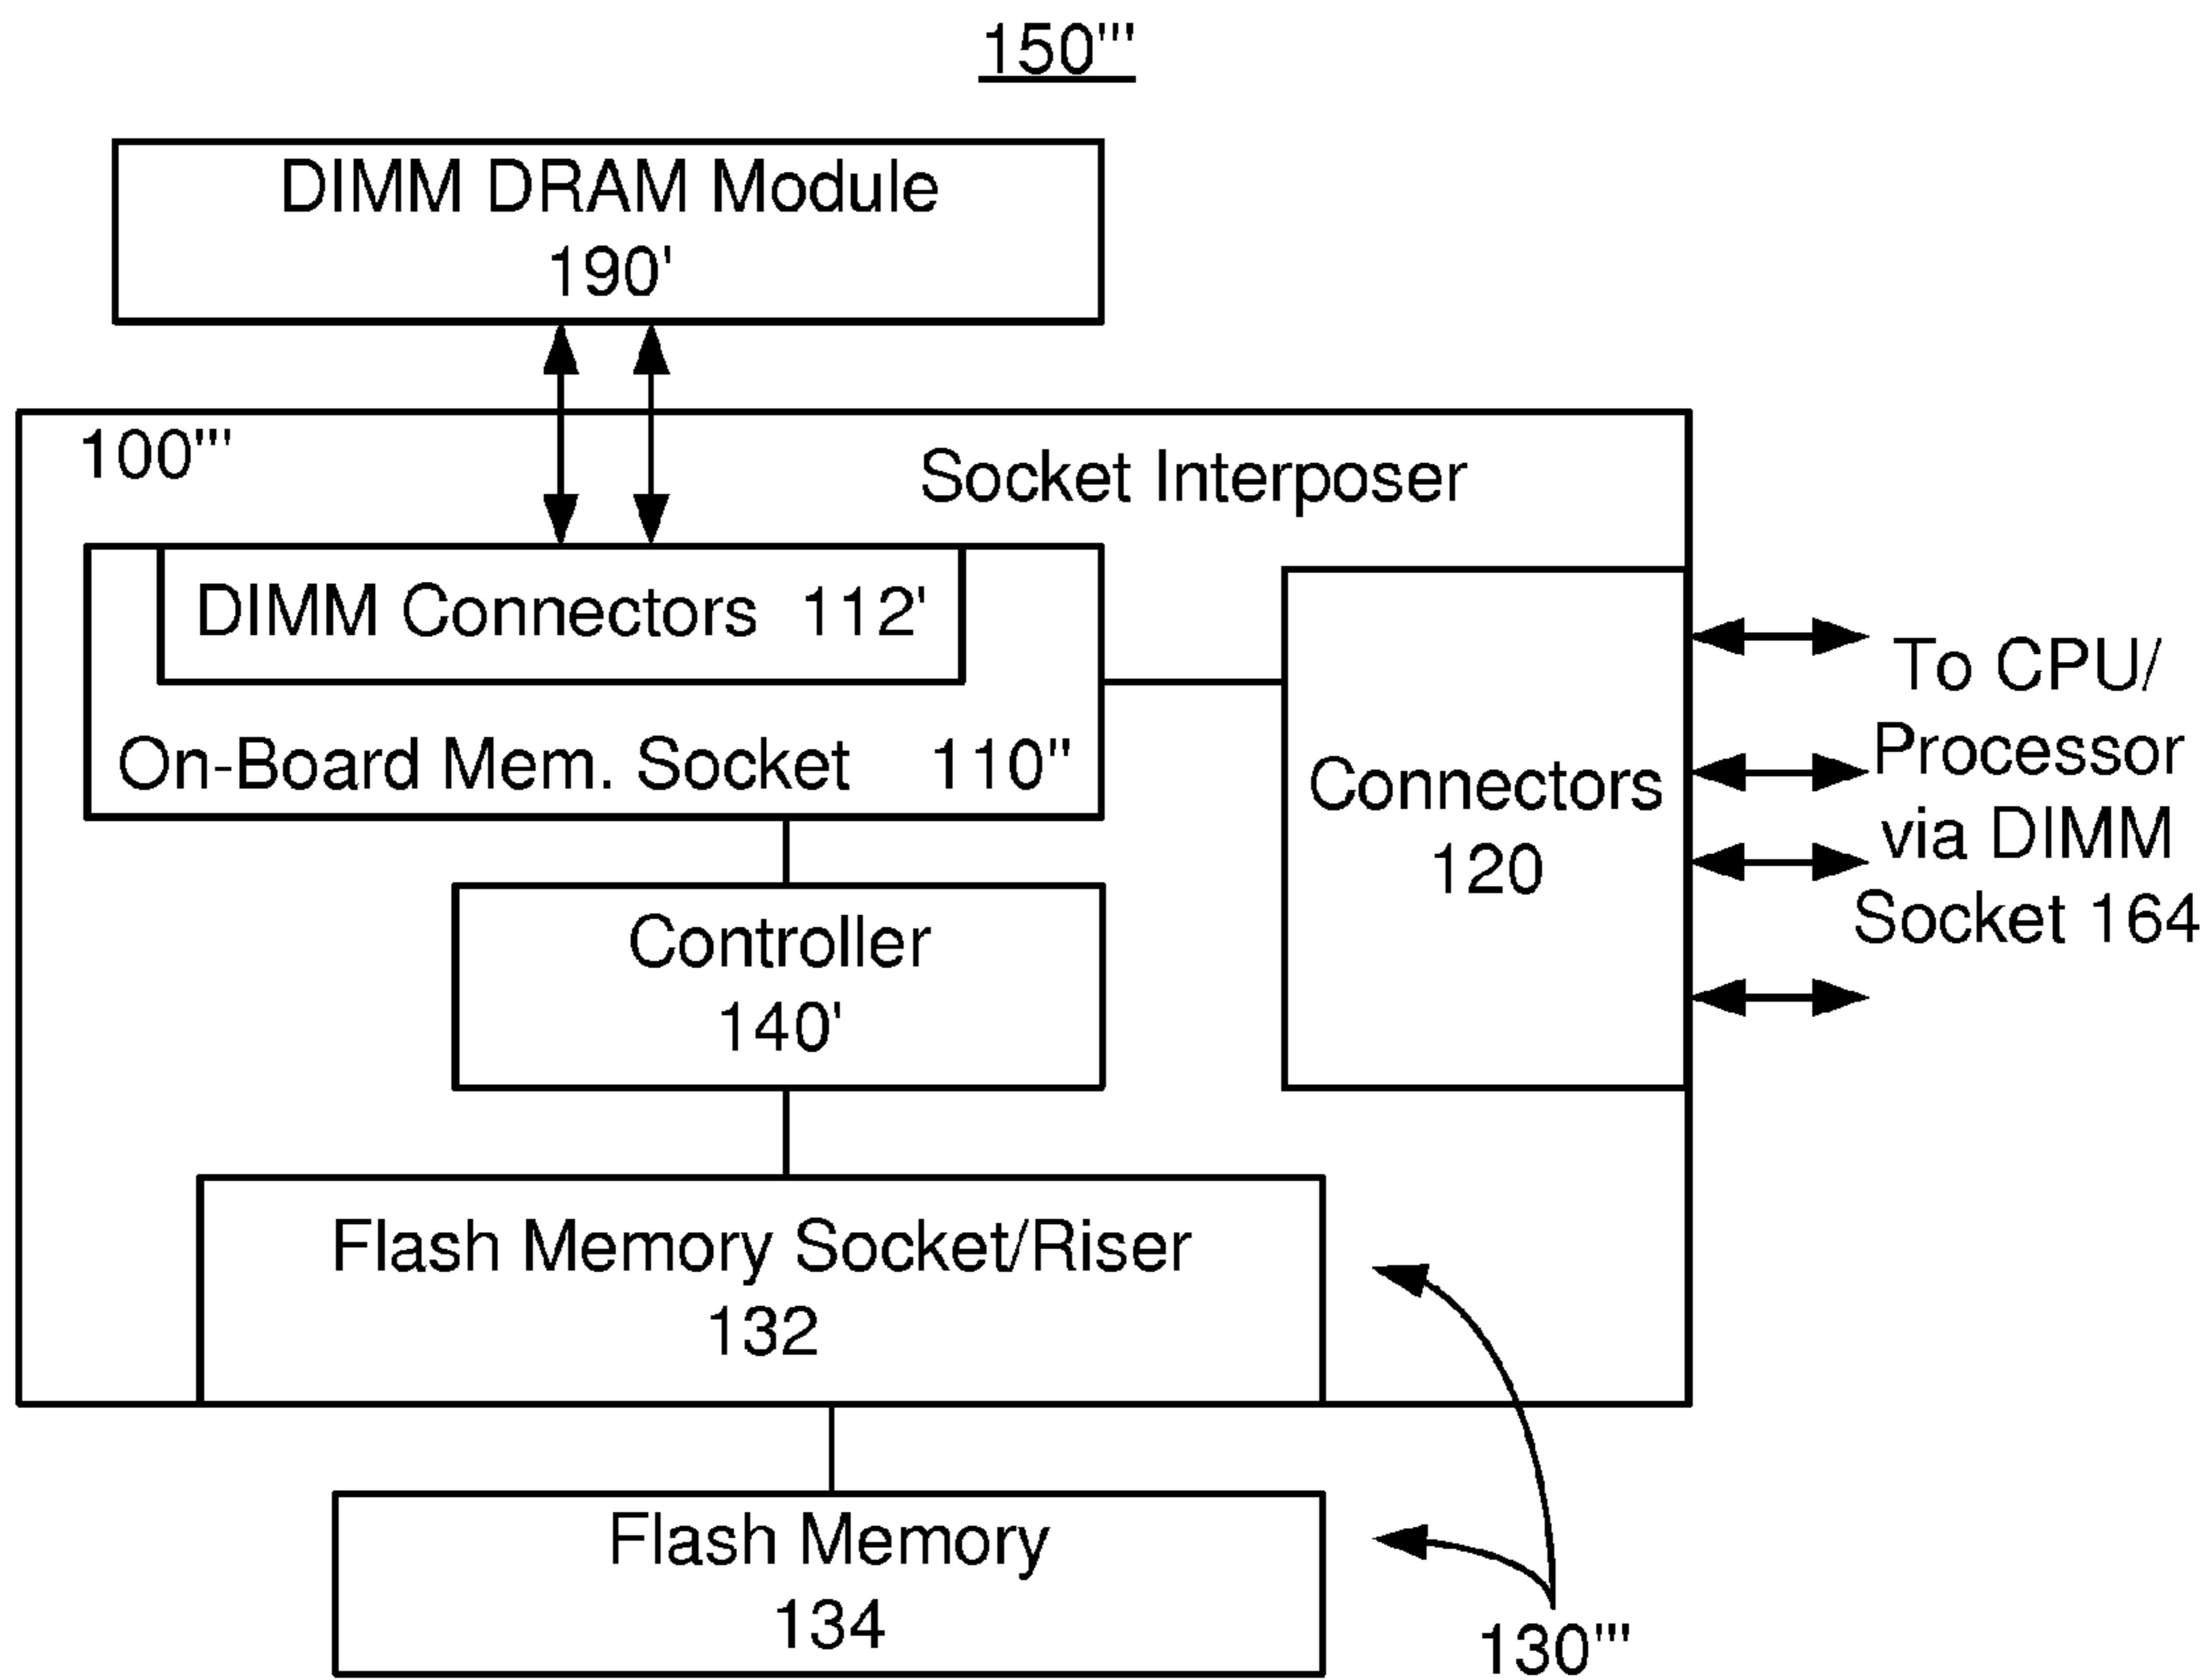 150'''
DIMM DRAM Module
190'
100''''
Socket Interposer
DIMM Connectors 112'
On-Board Mem. Socket 110''
Connectors
120
To CPU/
Processor
via DIMM
Socket 164
Controller
140'
Flash Memory Socket/Riser
132
Flash Memory
134
130'''